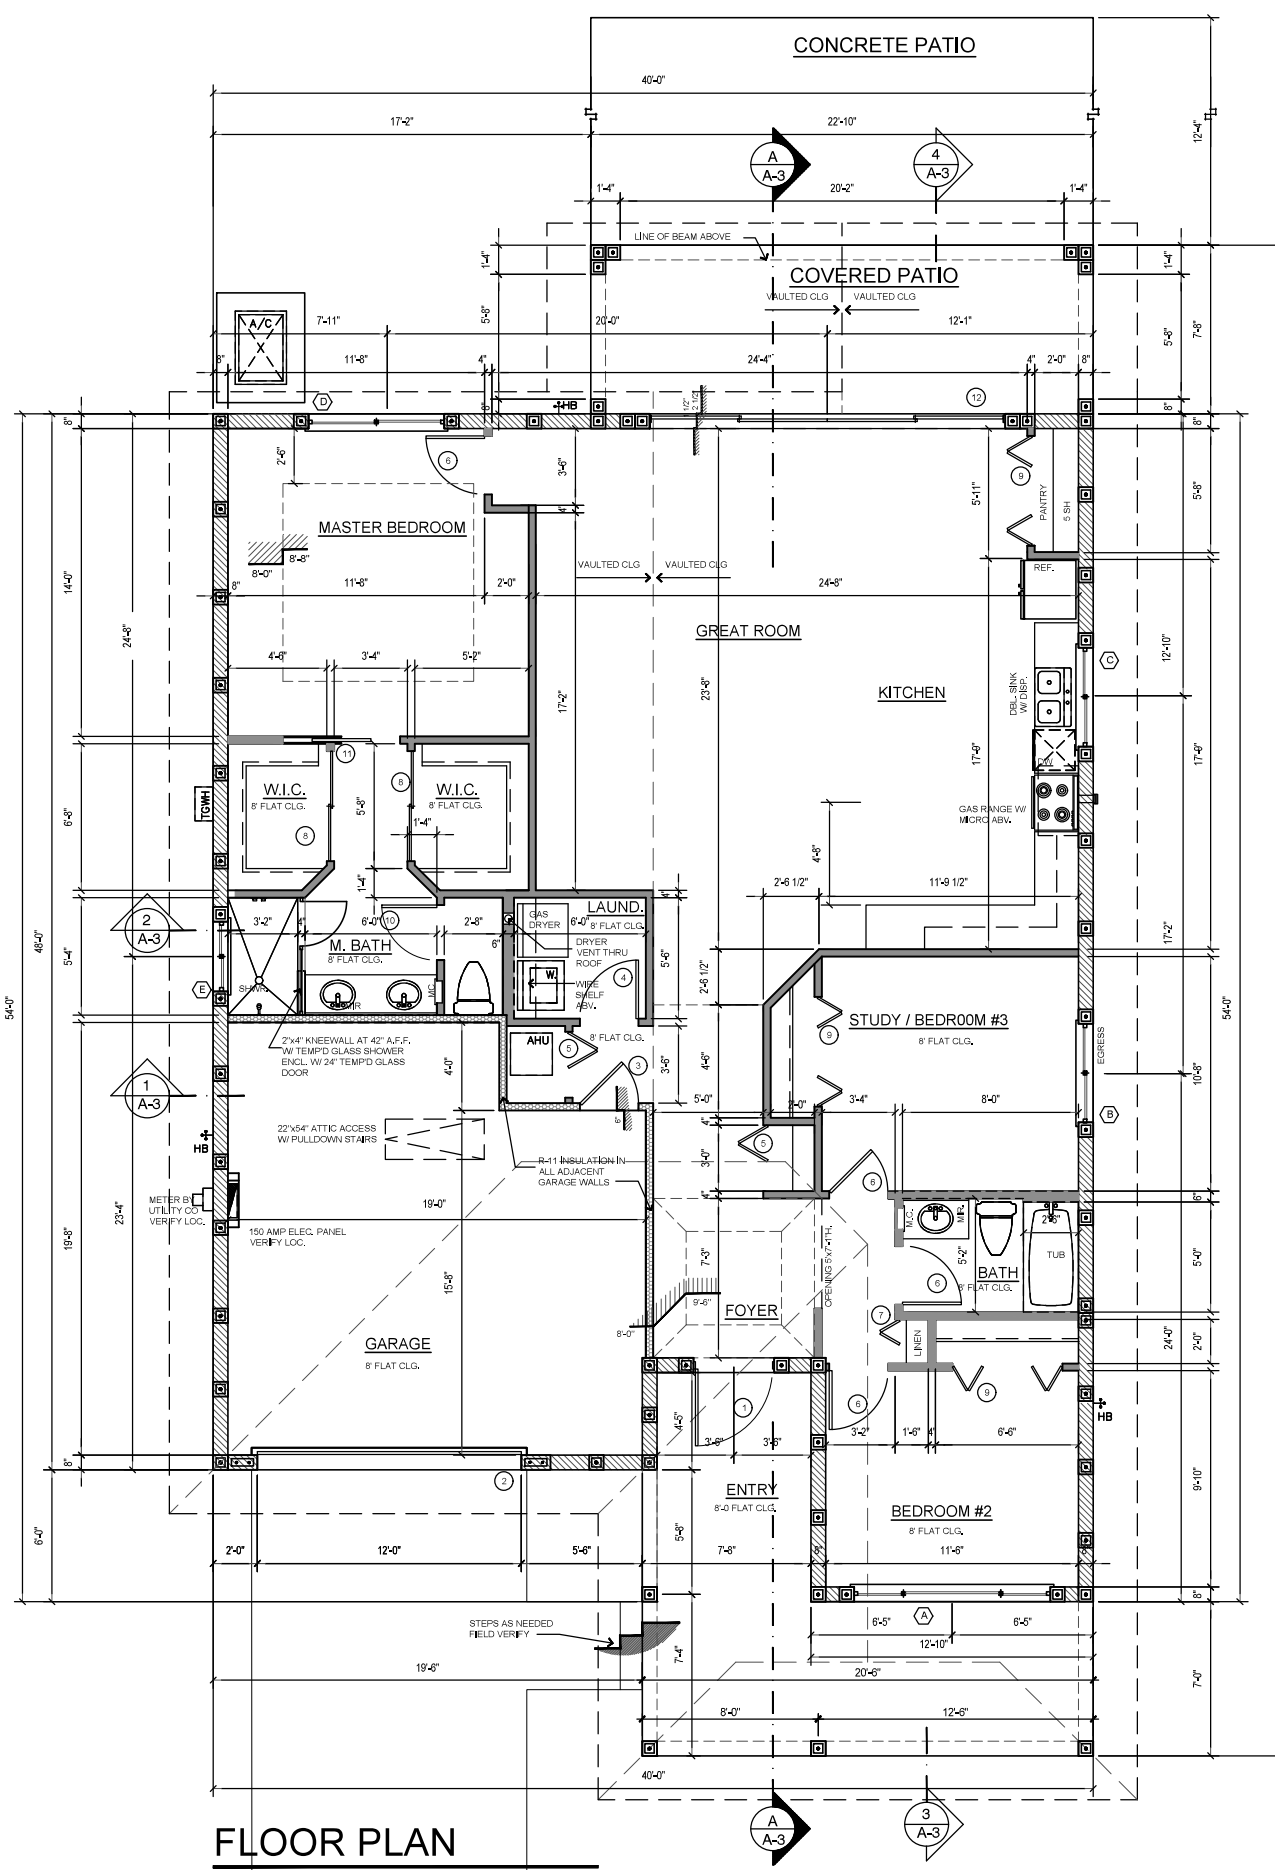 CONCRETE PATIO
40'-0"
17'-2"
22'-10"
12'-4"
A
A-3
4
A-3
1'-4"
20'-2"
1'-4"
LINE OF BEAM ABOVE
1'-4"
1'-4"
COVERED PATIO
VAULTED CLG
VAULTED CLG
A/C
7'-11"
20'-0"
12'-1"
5'-8"
5'-8"
7'-8"
8"
11'-8"
4"
24'-4"
4"
2'-0"
8"
D
HB
8"
12
8"
8"
8"
2'-6"
6
3'-6"
9
5'-11"
PANTRY
5 SH
5'-8"
MASTER BEDROOM
4"
8'-0"
8'-8"
VAULTED CLG
VAULTED CLG
REF.
14'-0"
8"
11'-8"
2'-0"
24'-8"
24'-8"
GREAT ROOM
4'-6"
3'-4"
5'-2"
C
12'-10"
23'-8"
KITCHEN
DBL. SINK
W/ DISP.
17'-2"
11
17'-9"
17'-9"
DW
TGWH
W.I.C.
8' FLAT CLG.
8
W.I.C.
8' FLAT CLG.
5'-8"
8
1'-4"
GAS RANGE W/
MICRO ABV.
6'-8"
4'-8"
1'-4"
2'-6 1/2"
11'-9 1/2"
4"
2
A-3
3'-2"
4"
6'-0"
10
2'-8"
6"
GAS
DRYER
6'-0"
LAUND.
8' FLAT CLG.
17'-2"
48'-0"
5'-4"
M. BATH
8' FLAT CLG.
DRYER
VENT THRU
ROOF
5'-6"
E
SHWR.
MIR
M.C.
W.
WIRE
SHELF
ABV.
4
2'-6 1/2"
54'-0"
54'-0"
9
STUDY / BEDROOM #3
8' FLAT CLG.
2"x4" KNEEWALL AT 42" A.F.F.
W/ TEMP'D GLASS SHOWER
ENCL. W/ 24" TEMP'D GLASS
DOOR
AHU
5
8' FLAT CLG.
3
EGRESS
4'-0"
3'-6"
4'-6"
10'-8"
1
A-3
6"
5'-0"
2'-0"
3'-4"
8'-0"
B
22"x54" ATTIC ACCESS
W/ PULLDOWN STAIRS
4"
HB
5
3'-0"
R-11 INSULATION IN
ALL ADJACENT
GARAGE WALLS
6
METER BY
UTILITY CO
VERIFY LOC.
19'-0"
4"
6"
23'-4"
150 AMP ELEC. PANEL
VERIFY LOC.
M.C.
MIR.
2'-6"
19'-8"
15'-8"
7'-3"
OPENING 5'x7'-1"H.
5'-2"
TUB
BATH
8' FLAT CLG.
5'-0"
6
9'-6"
8'-0"
FOYER
7
GARAGE
8' FLAT CLG.
LINEN
24'-0"
2'-0"
1
6
9
HB
4'-5"
3'-6"
3'-6"
3'-2"
1'-6"
4"
6'-6"
8"
2
ENTRY
8'-0 FLAT CLG.
9'-10"
BEDROOM #2
8' FLAT CLG.
6'-0"
5'-8"
2'-0"
12'-0"
5'-6"
7'-8"
8"
11'-6"
8"
8"
A
STEPS AS NEEDED
FIELD VERIFY
6'-5"
6'-5"
7'-4"
12'-10"
19'-6"
20'-6"
7'-0"
8'-0"
12'-6"
40'-0"
A
A-3
3
A-3
FLOOR PLAN